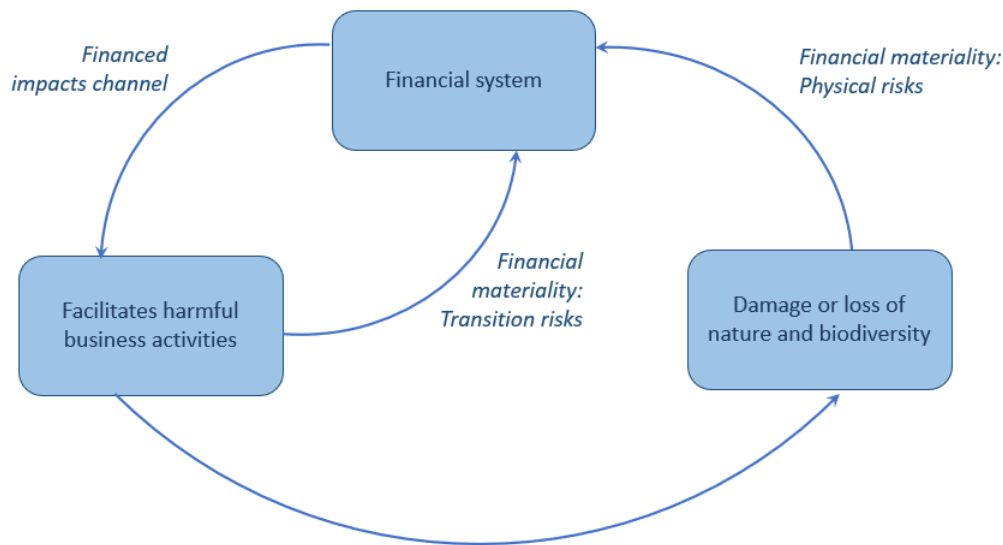 Financed
impacts channel
Financial system
Financial materiality:
Physical risks
Facilitates harmful
business activities
Financial
materiality:
Transition risks
Damage or loss of
nature and biodiversity